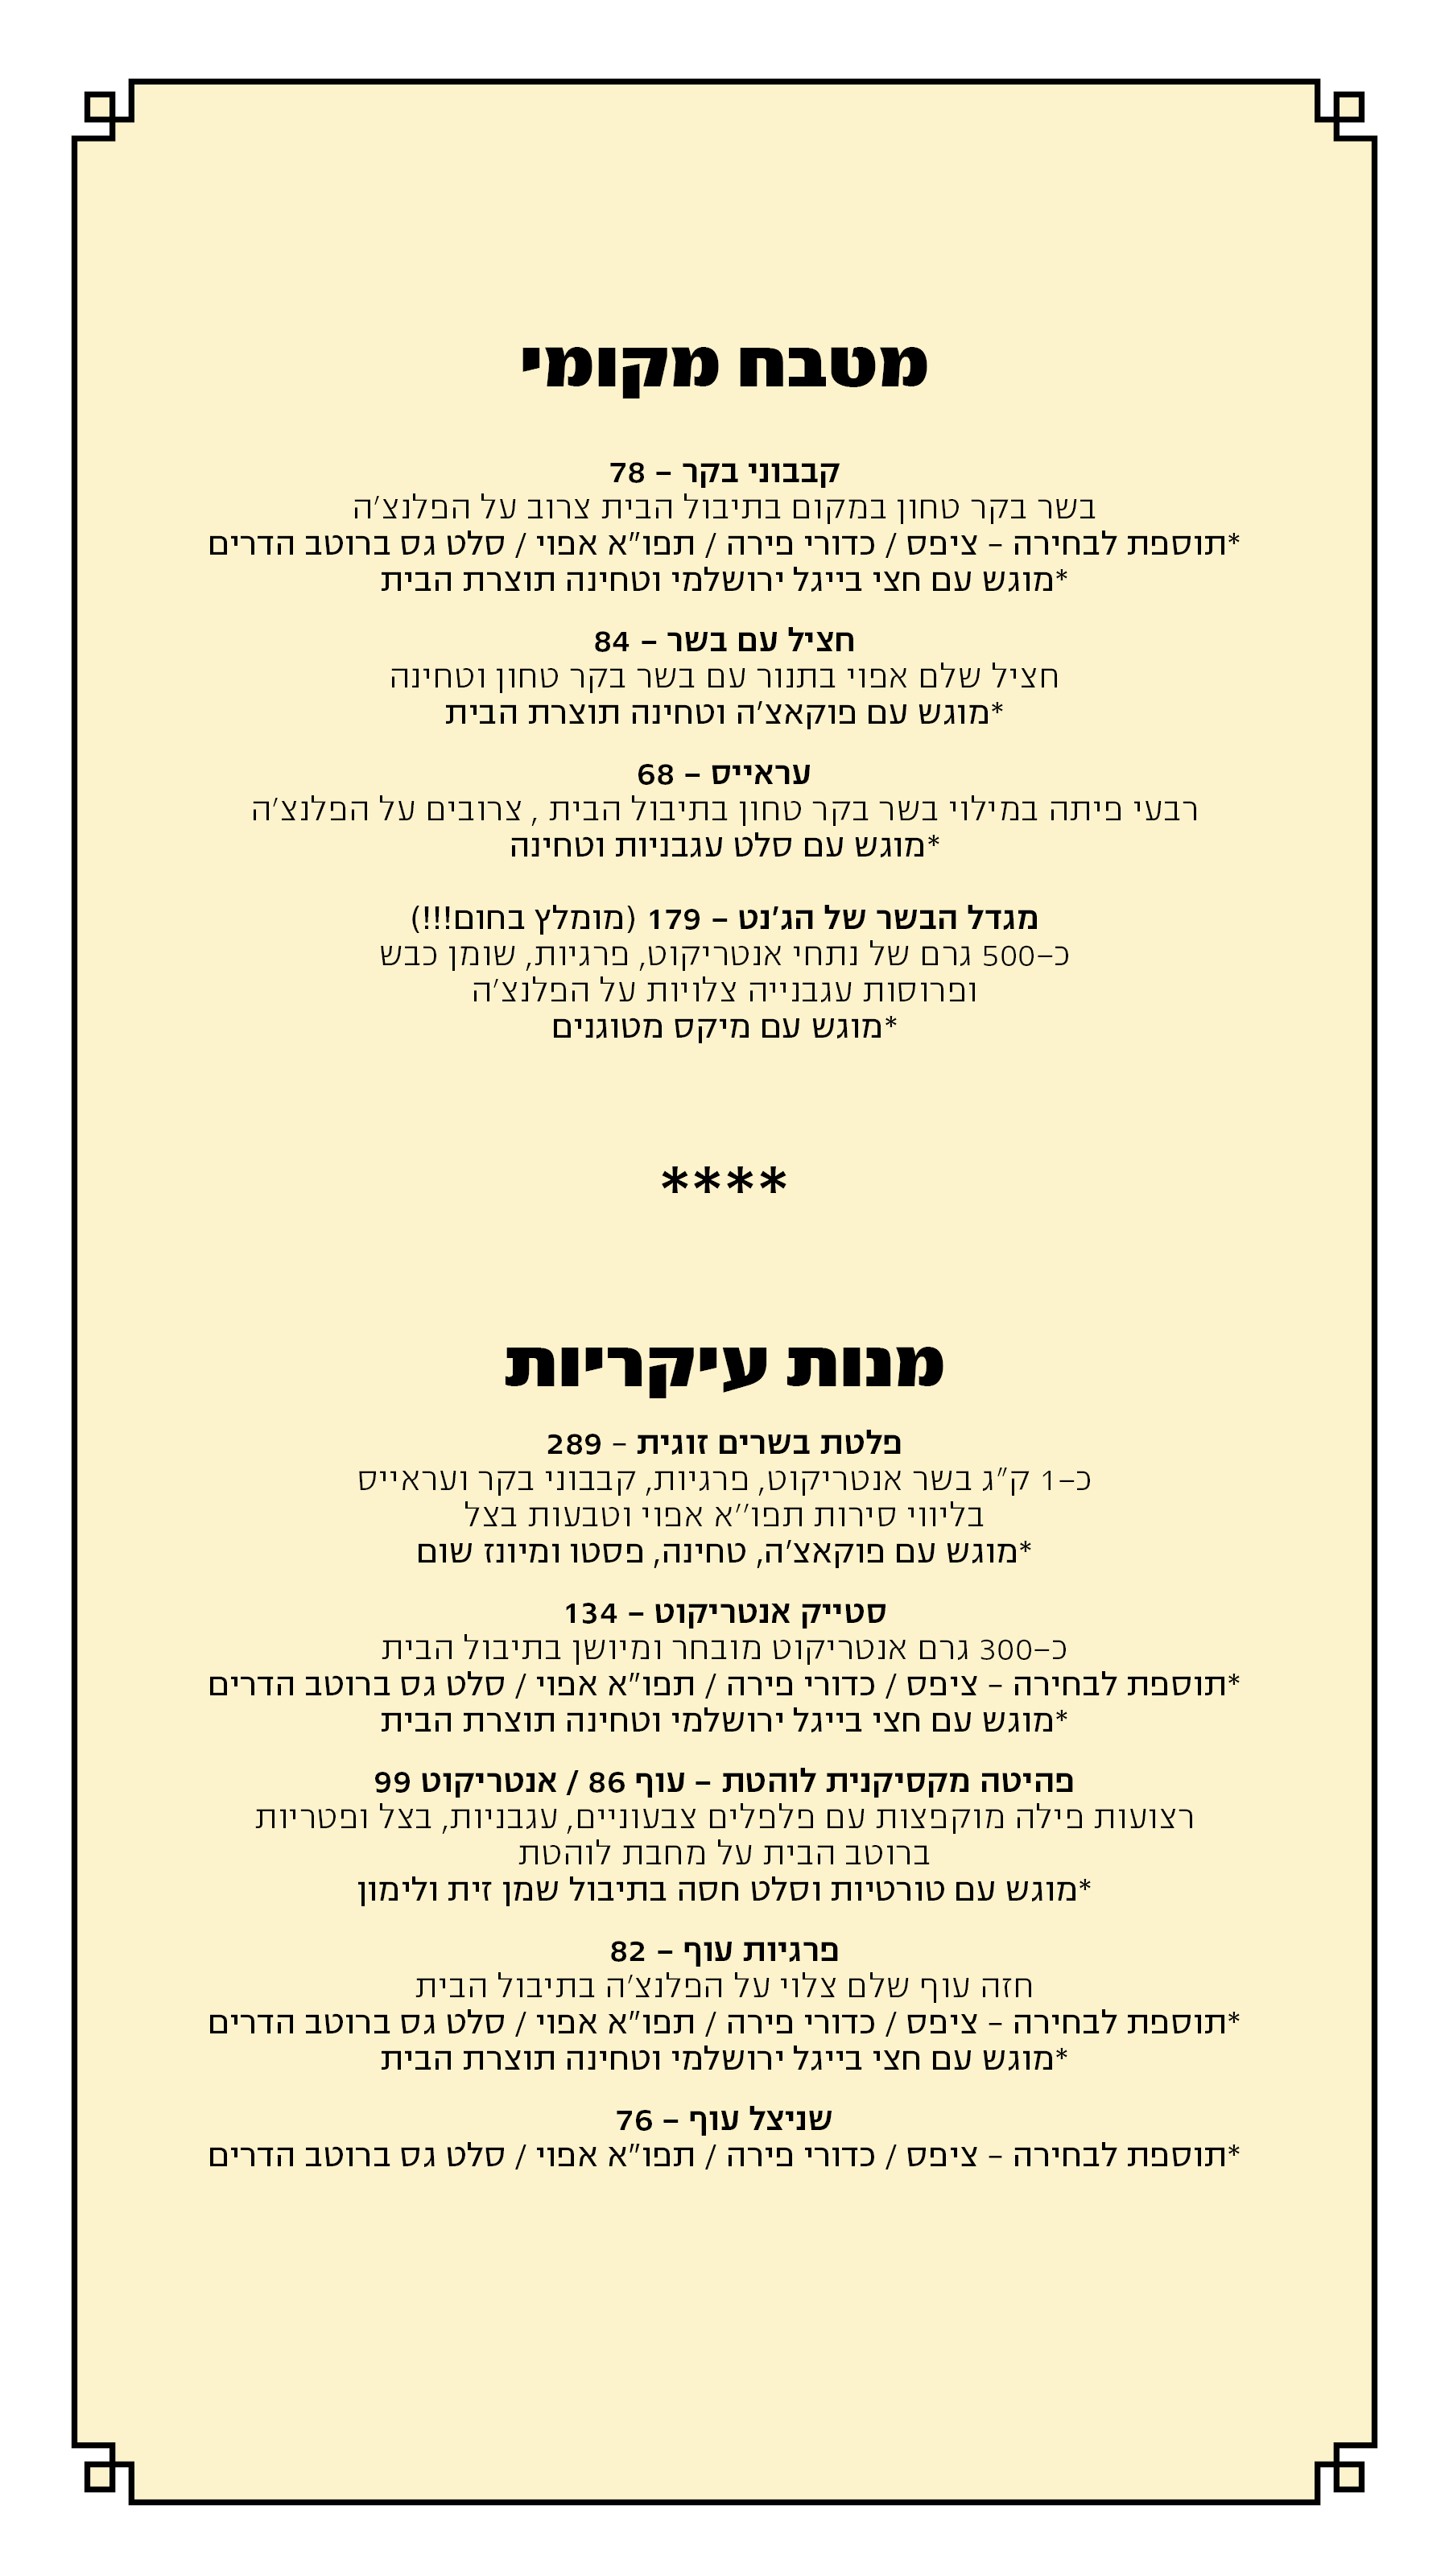 מטבח מקומי
קבבוני בקר – 78
בשר בקר טחון במקום בתיבול הבית צרוב על הפלנצ'ה
*תוספת לבחירה – ציפס / כדורי פירה / תפו"א אפוי / סלט גס ברוטב הדרים
*מוגש עם חצי בייגל ירושלמי וטחינה תוצרת הבית
חציל עם בשר – 84
חציל שלם אפוי בתנור עם בשר בקר טחון וטחינה
*מוגש עם פוקאצ'ה וטחינה תוצרת הבית
עראייס – 68
רבעי פיתה במילוי בשר בקר טחון בתיבול הבית , צרובים על הפלנצ'ה
*מוגש עם סלט עגבניות וטחינה
מגדל הבשר של הג'נט – 179 (מומלץ בחום!!!)
כ–500 גרם של נתחי אנטריקוט, פרגיות, שומן כבש
ופרוסות עגבנייה צלויות על הפלנצ'ה
*מוגש עם מיקס מטוגנים
****
מנות עיקריות
פלטת בשרים זוגית – 289
כ–1 ק"ג בשר אנטריקוט, פרגיות, קבבוני בקר ועראייס
בליווי סירות תפו''א אפוי וטבעות בצל
*מוגש עם פוקאצ'ה, טחינה, פסטו ומיונז שום
סטייק אנטריקוט – 134
כ–300 גרם אנטריקוט מובחר ומיושן בתיבול הבית
*תוספת לבחירה – ציפס / כדורי פירה / תפו"א אפוי / סלט גס ברוטב הדרים
*מוגש עם חצי בייגל ירושלמי וטחינה תוצרת הבית
פהיטה מקסיקנית לוהטת – עוף 86 / אנטריקוט 99
רצועות פילה מוקפצות עם פלפלים צבעוניים, עגבניות, בצל ופטריות
ברוטב הבית על מחבת לוהטת
*מוגש עם טורטיות וסלט חסה בתיבול שמן זית ולימון
פרגיות עוף – 82
חזה עוף שלם צלוי על הפלנצ'ה בתיבול הבית
*תוספת לבחירה – ציפס / כדורי פירה / תפו"א אפוי / סלט גס ברוטב הדרים
*מוגש עם חצי בייגל ירושלמי וטחינה תוצרת הבית
שניצל עוף – 76
*תוספת לבחירה – ציפס / כדורי פירה / תפו"א אפוי / סלט גס ברוטב הדרים